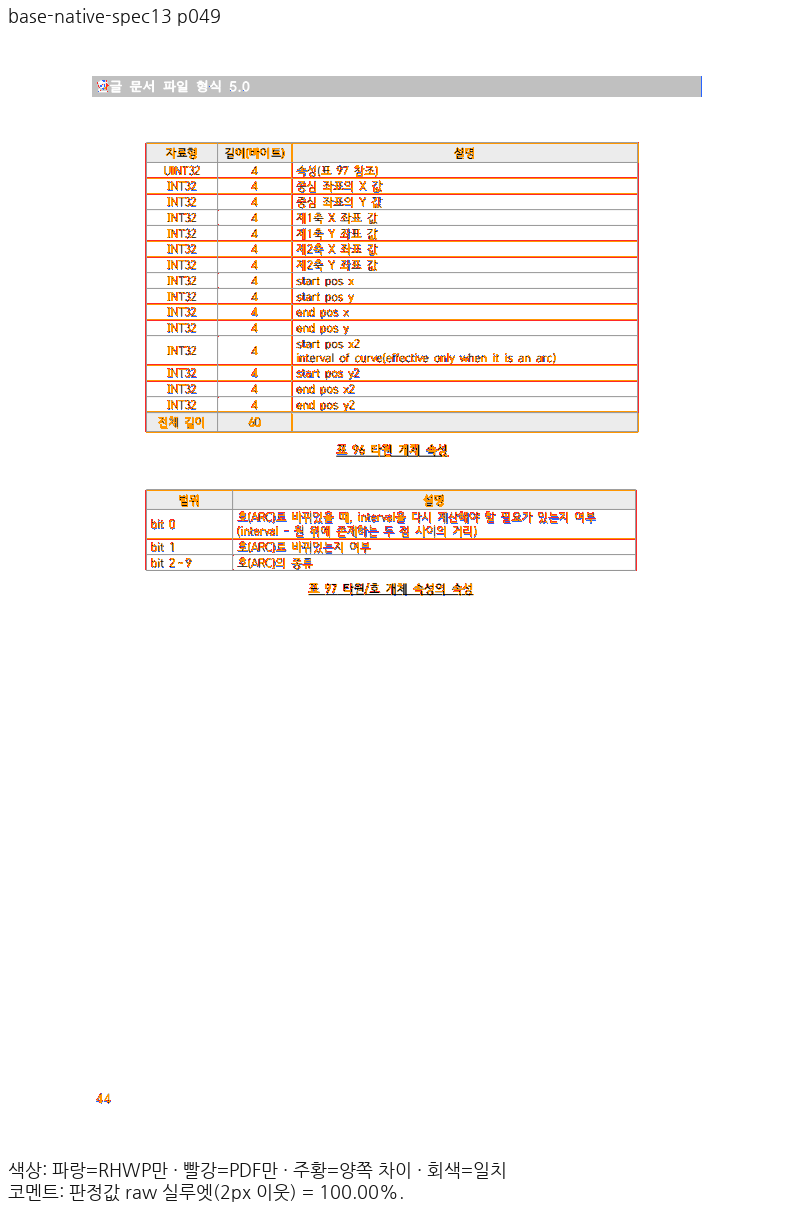 base-native-spec13 p049
한글 문서 파일 형식 5.0
자료형 길이(바이트) 설명
UINT32 4 속성(표 97 참조)
INT32 4 중심 좌표의 X 값
INT32 4 중심 좌표의 Y 값
INT32 4 제1축 X 좌표 값
INT32 4 제1축 Y 좌표 값
INT32 4 제2축 X 좌표 값
INT32 4 제2축 Y 좌표 값
INT32 4 start pos x
INT32 4 start pos y
INT32 4 end pos x
INT32 4 end pos y
INT32 4 start pos x2
interval of curve(effective only when it is an arc)
INT32 4 start pos y2
INT32 4 end pos x2
INT32 4 end pos y2
전체 길이 60
표 96 타원 개체 속성
범위 설명
bit 0 호(ARC)로 바뀌었을 때, interval을 다시 계산해야 할 필요가 있는지 여부
(interval - 원 위에 존재하는 두 점 사이의 거리)
bit 1 호(ARC)로 바뀌었는지 여부
bit 2-9 호(ARC)의 종류
표 97 타원/호 개체 속성의 속성
44
색상: 파랑=RHWP만 · 빨강=PDF만 · 주황=양쪽 차이 · 회색=일치
코멘트: 판정값 raw 실루엣(2px 이웃) = 100.00%.